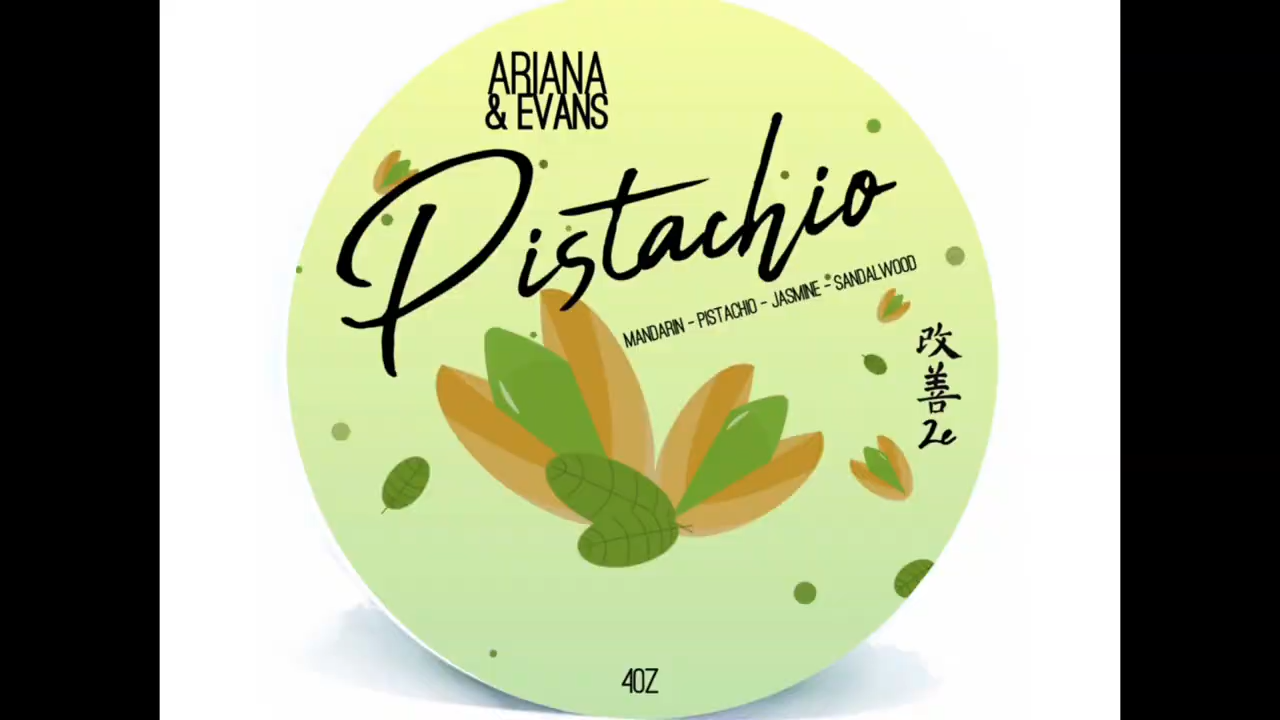 ARIANA
& EVANS
Pistachio
MANDARIN - PISTACHIO - JASMINE - SANDALWOOD
改
善
2e
4OZ